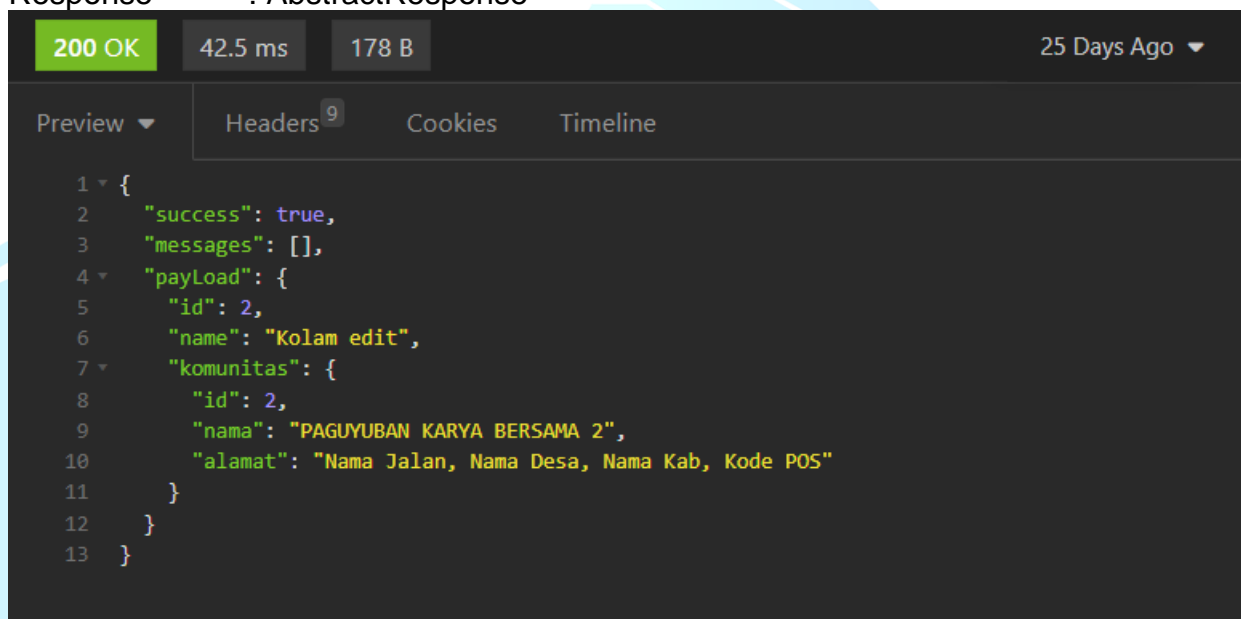 Response : AbstractResponse
200 OK 42.5 ms 178 B 25 Days Ago
Preview Headers 9 Cookies Timeline
1 {
2 "success": true,
3 "messages": [],
4 "payLoad": {
5 "id": 2,
6 "name": "Kolam edit",
7 "komunitas": {
8 "id": 2,
9 "nama": "PAGUYUBAN KARYA BERSAMA 2",
10 "alamat": "Nama Jalan, Nama Desa, Nama Kab, Kode POS"
11 }
12 }
13 }